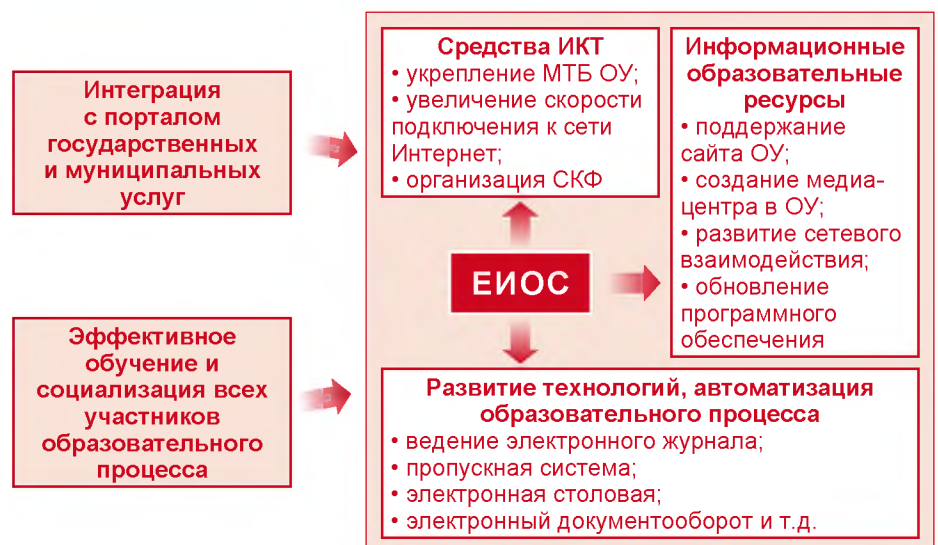 Интеграция
с порталом
государственных
и муниципальных
услуг
Эффективное
обучение и
социализация всех
участников
образовательного
процесса
Средства ИКТ
• укрепление МТБ ОУ;
• увеличение скорости
подключения к сети
Интернет;
• организация СКФ
Информационные
образовательные
ресурсы
• поддержание
сайта ОУ;
• создание медиа-
центра в ОУ;
• развитие сетевого
взаимодействия;
• обновление
программного
обеспечения
ЕИОС
Развитие технологий, автоматизация
образовательного процесса
• ведение электронного журнала;
• пропускная система;
• электронная столовая;
• электронный документооборот и т.д.